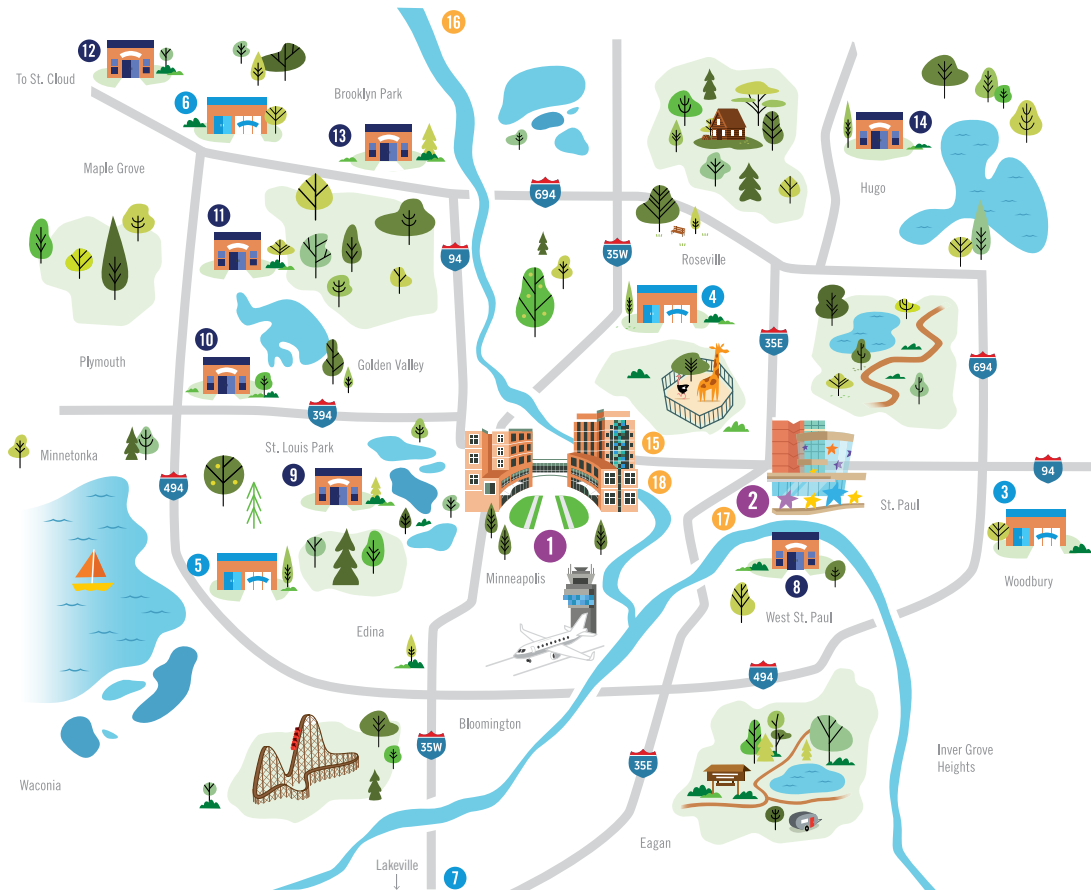 16
12
To St. Cloud
6
Brooklyn Park
13
14
Maple Grove
Hugo
694
11
94
35W
Roseville
4
10
35E
694
Plymouth
Golden Valley
394
15
Minnetonka
St. Louis Park
94
494
9
18
3
2
St. Paul
17
1
5
Minneapolis
8
Woodbury
West St. Paul
Edina
494
Bloomington
35W
35E
Inver Grove
Heights
Waconia
Eagan
Lakeville
7